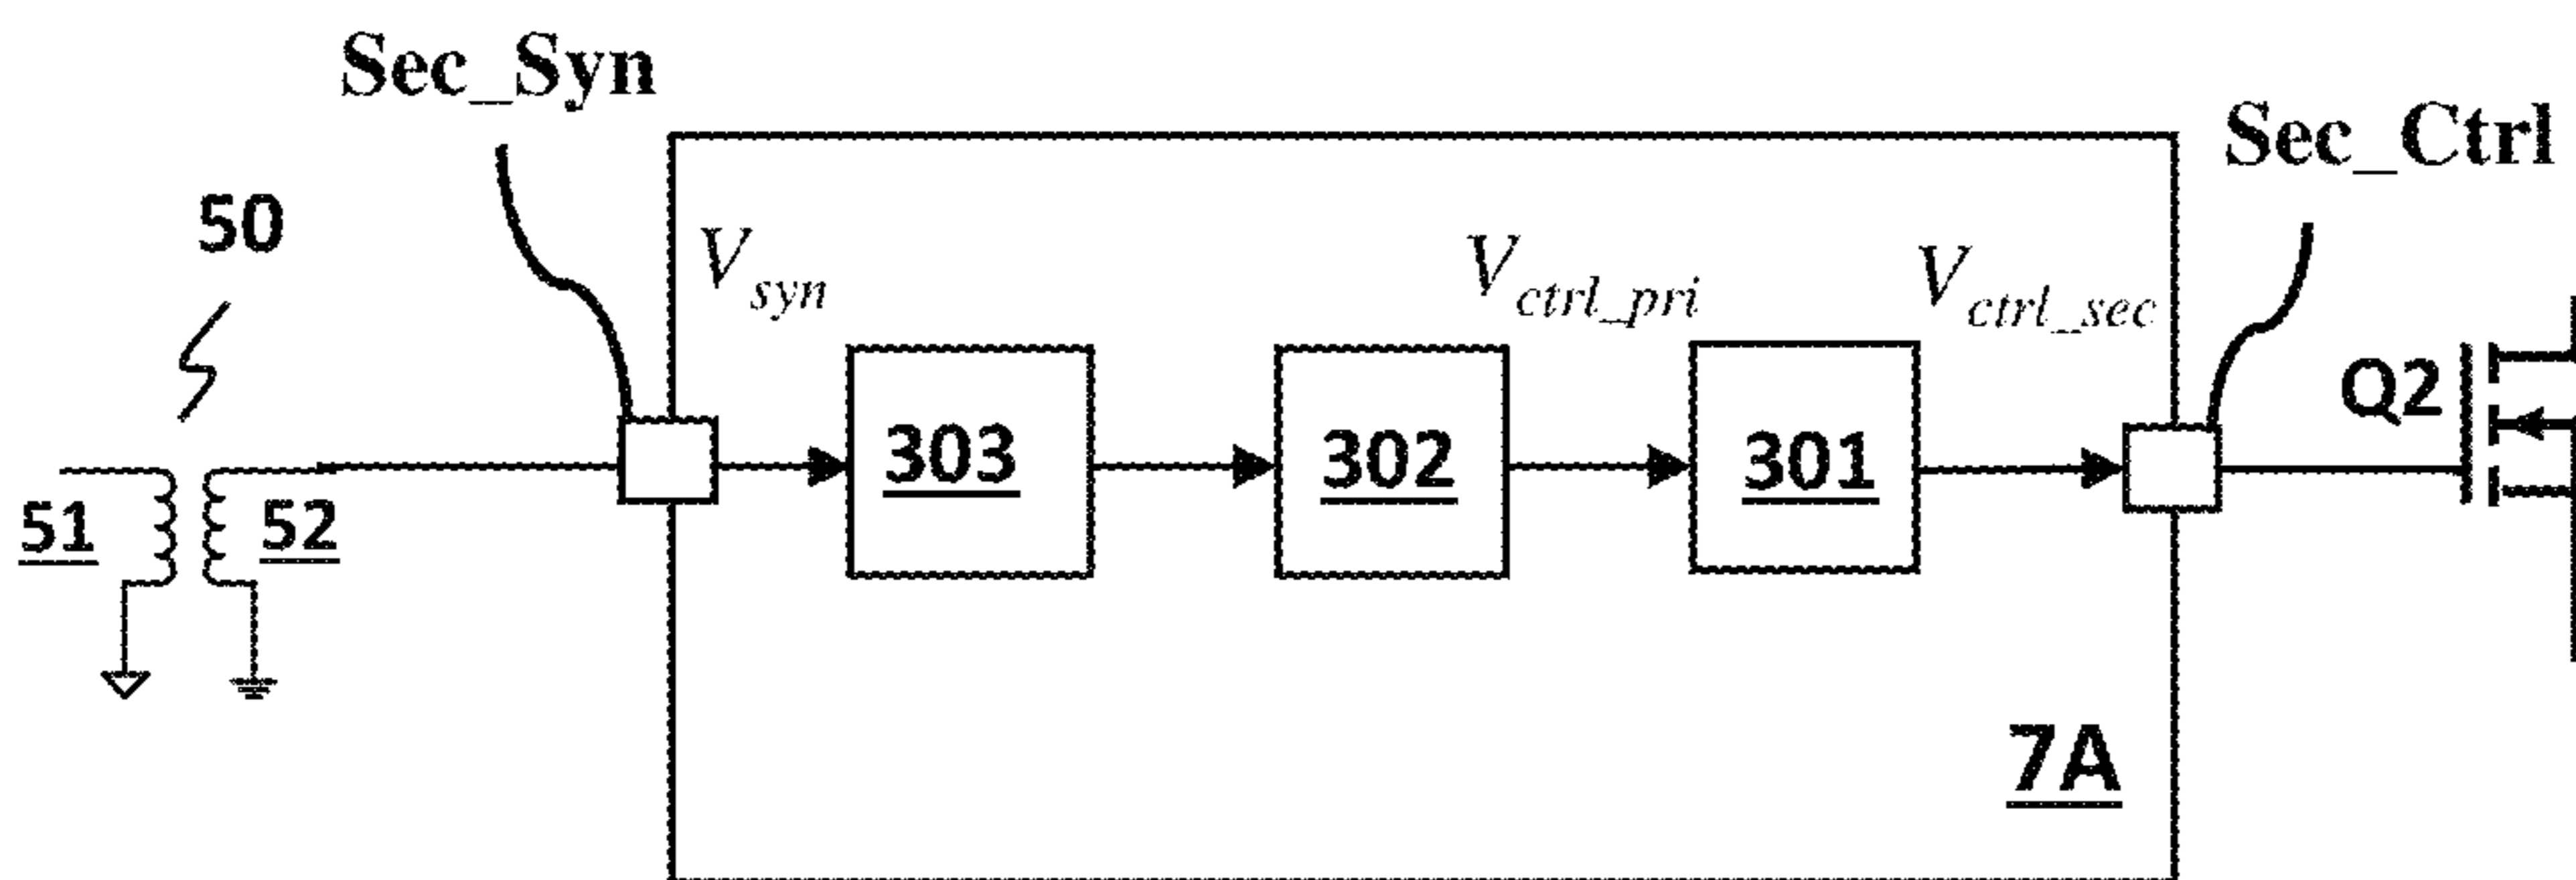 Sec_Syn
Sec_Ctrl
50
V_syn
V_ctrl_pri
V_ctrl_sec
Q2
303
302
301
51
52
7A